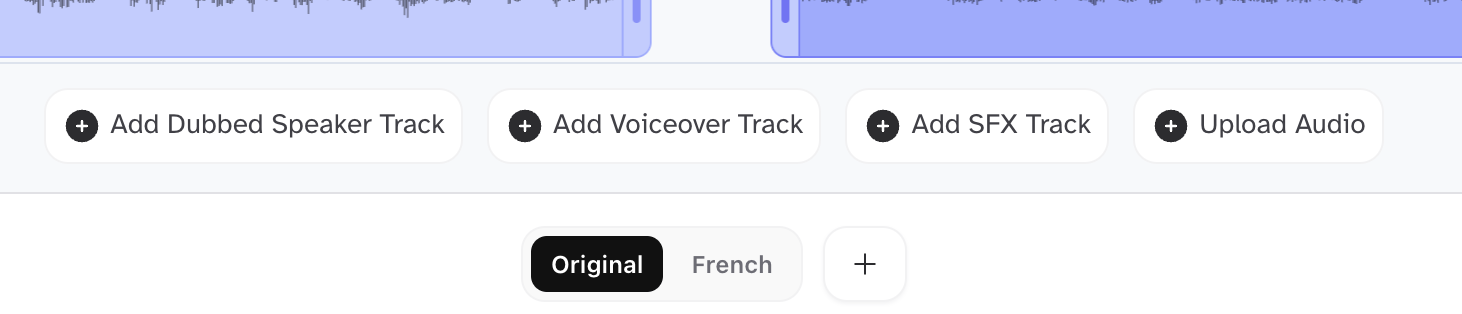 Add Dubbed Speaker Track
Add Voiceover Track
Add SFX Track
Upload Audio
Original
French